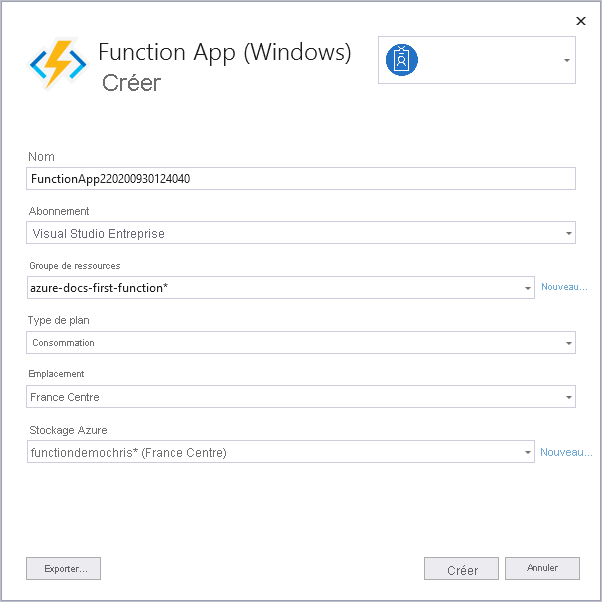 Function App (Windows)
Créer
Nom
FunctionApp220200930124040
Abonnement
Visual Studio Entreprise
Groupe de ressources
azure-docs-first-function*
Nouveau...
Type de plan
Consommation
Emplacement
France Centre
Stockage Azure
functiondemochris* (France Centre)
Nouveau...
Exporter...
Créer
Annuler